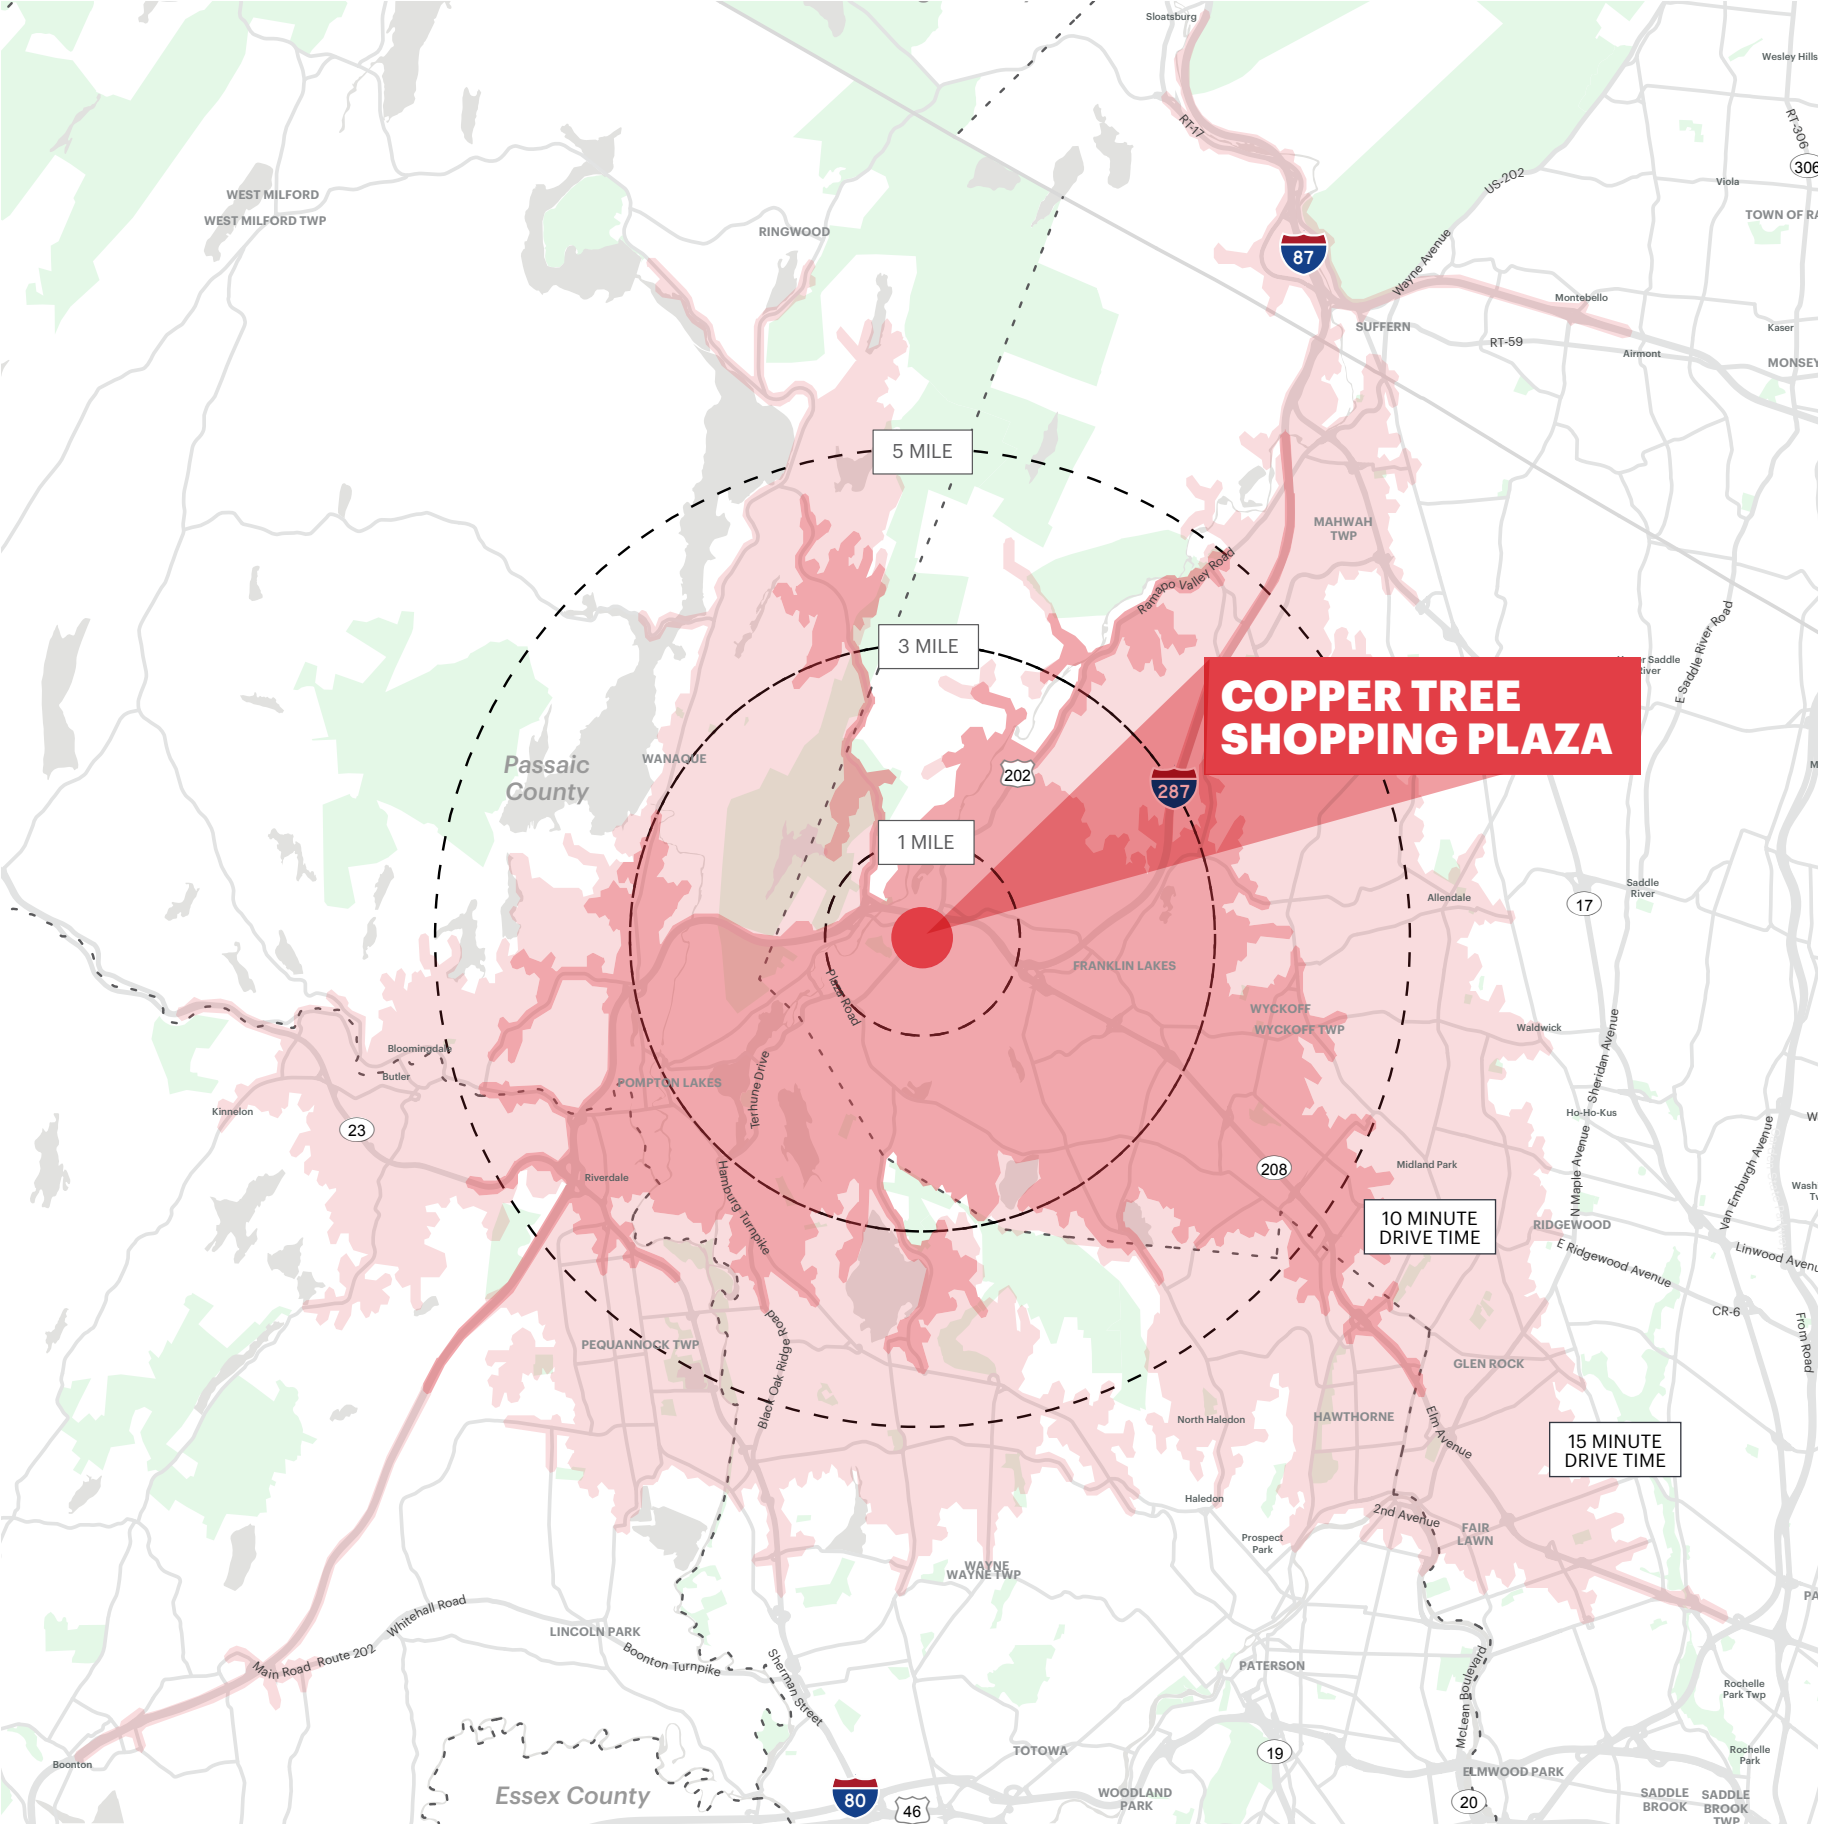 Sloatsburg
Wesley Hills
RT-17
RT-306
306
US-202
Viola
WEST MILFORD
WEST MILFORD TWP
RINGWOOD
TOWN OF RA
87
Wayne Avenue
Montebello
SUFFERN
RT-59
Kaser
Airmont
MONSEY
5 MILE
MAHWAH
TWP
Ramapo Valley Road
3 MILE
E Saddle River Road
r Saddle
River
COPPER TREE
SHOPPING PLAZA
WANAQUE
Passaic
County
202
287
1 MILE
Saddle
River
Allendale
17
FRANKLIN LAKES
Plaza Road
WYCKOFF
WYCKOFF TWP
Waldwick
Bloomingdale
Butler
Sheridan Avenue
POMPTON LAKES
Terhune Drive
Kinnelon
Ho-Ho-Kus
23
N Maple Avenue
Van Emburgh Avenue
W
208
Midland Park
Riverdale
Wash
Tw
Hamburg Turnpike
10 MINUTE
DRIVE TIME
RIDGEWOOD
E Ridgewood Avenue
Linwood Avenu
CR-6
From Road
Black Oak Ridge Road
PEQUANNOCK TWP
GLEN ROCK
North Haledon
HAWTHORNE
Elm Avenue
15 MINUTE
DRIVE TIME
Haledon
2nd Avenue
Prospect
Park
FAIR
LAWN
WAYNE
WAYNE TWP
PA
Whitehall Road
LINCOLN PARK
Main Road
Route 202
Boonton Turnpike
Sherman Street
PATERSON
McLean Boulevard
Rochelle
Park Twp
Boonton
TOTOWA
19
Rochelle
Park
ELMWOOD PARK
Essex County
80
46
WOODLAND
PARK
20
SADDLE
BROOK
SADDLE
BROOK
TWP